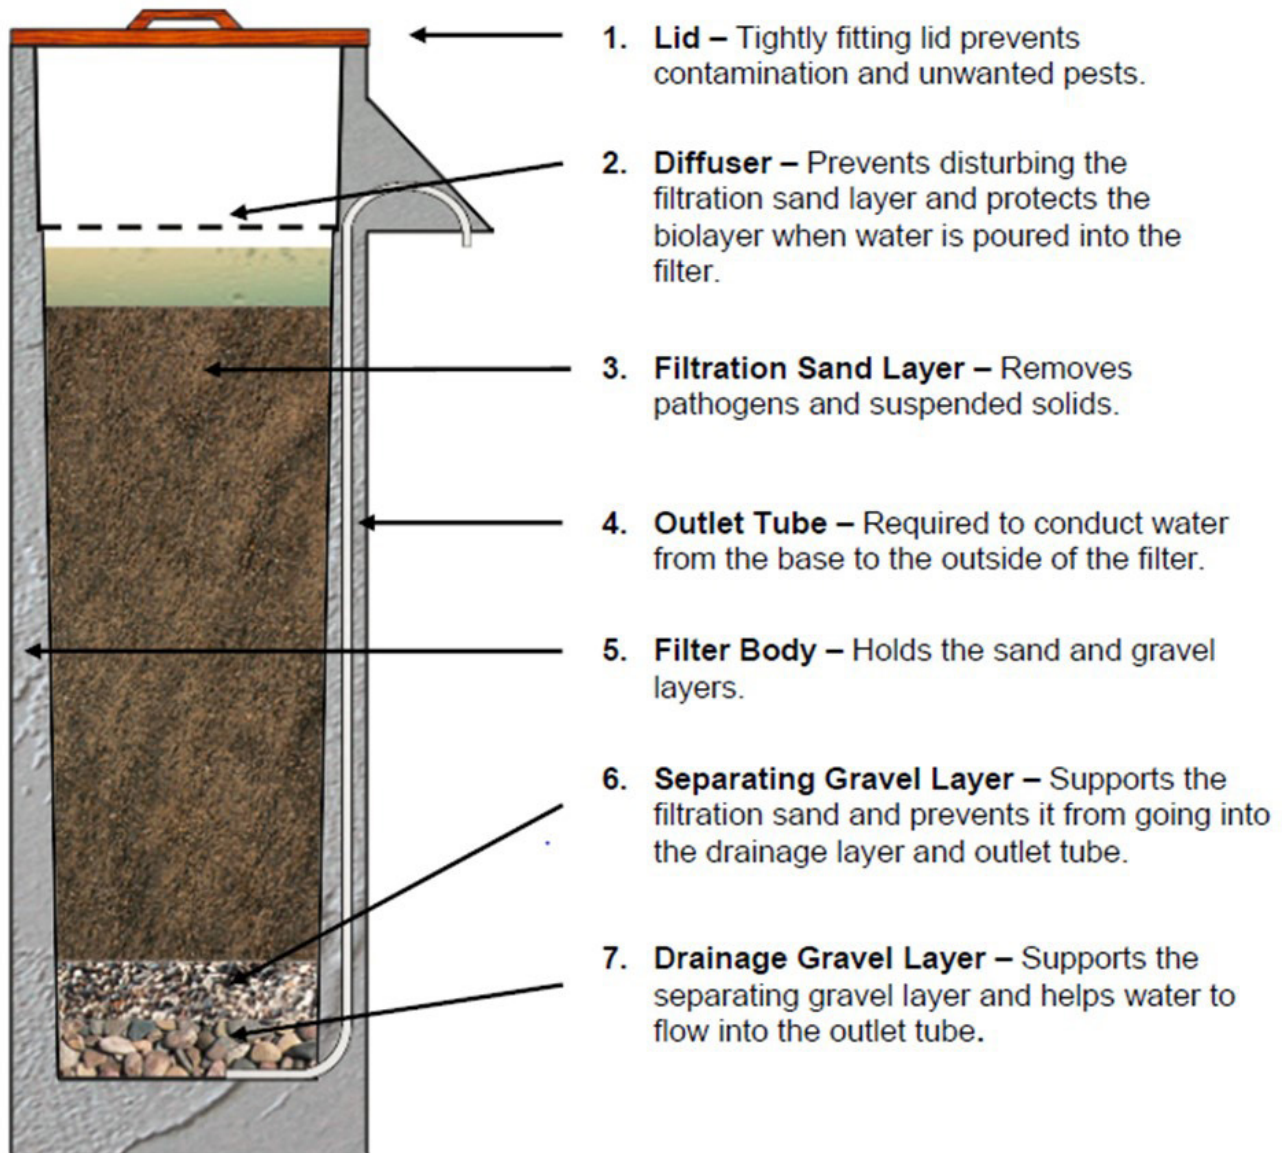 1. Lid – Tightly fitting lid prevents
contamination and unwanted pests.
2. Diffuser – Prevents disturbing the
filtration sand layer and protects the
biolayer when water is poured into the
filter.
3. Filtration Sand Layer – Removes
pathogens and suspended solids.
4. Outlet Tube – Required to conduct water
from the base to the outside of the filter.
5. Filter Body – Holds the sand and gravel
layers.
6. Separating Gravel Layer – Supports the
filtration sand and prevents it from going into
the drainage layer and outlet tube.
7. Drainage Gravel Layer – Supports the
separating gravel layer and helps water to
flow into the outlet tube.